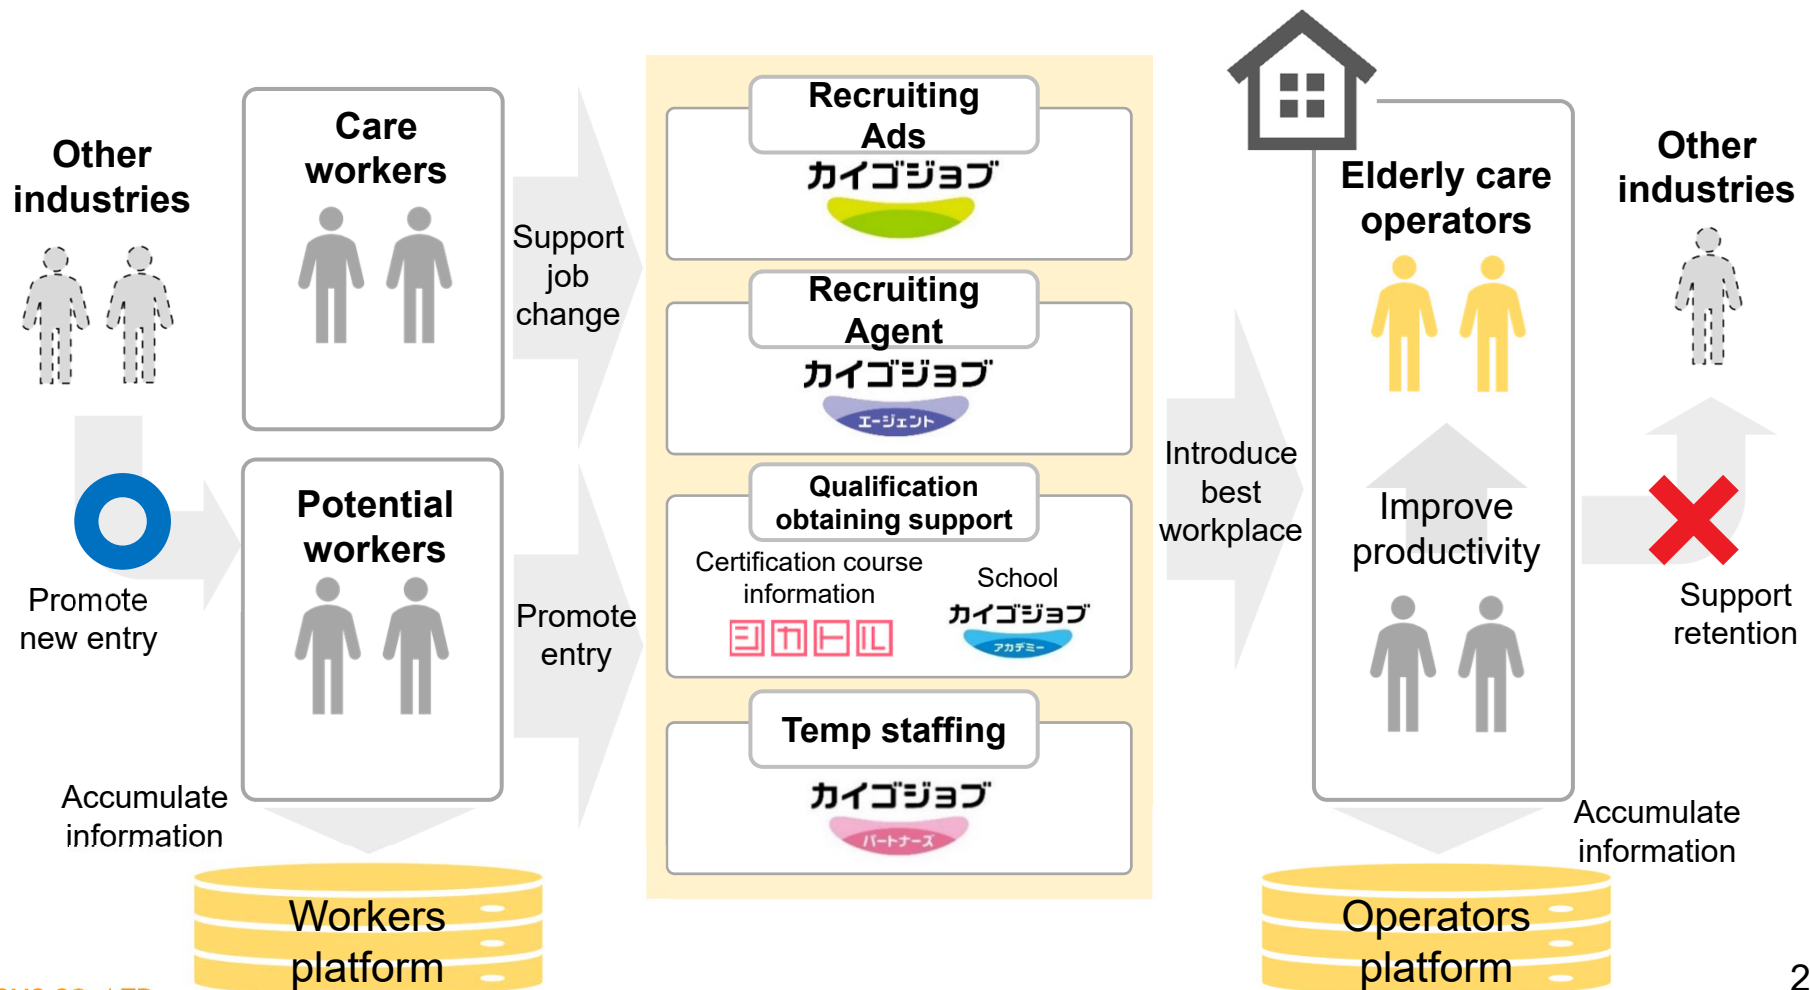 Other
industries
Promote
new entry
Care
workers
Support
job
change
Potential
workers
Promote
entry
Accumulate
information
Workers
platform
Recruiting
Ads
カイゴジョブ
Recruiting
Agent
カイゴジョブ
エージェント
Qualification
obtaining support
Certification course
information
シカトル
School
カイゴジョブ
アカデミー
Temp staffing
カイゴジョブ
パートナーズ
Introduce
best
workplace
Elderly care
operators
Improve
productivity
Other
industries
Support
retention
Accumulate
information
Operators
platform
2